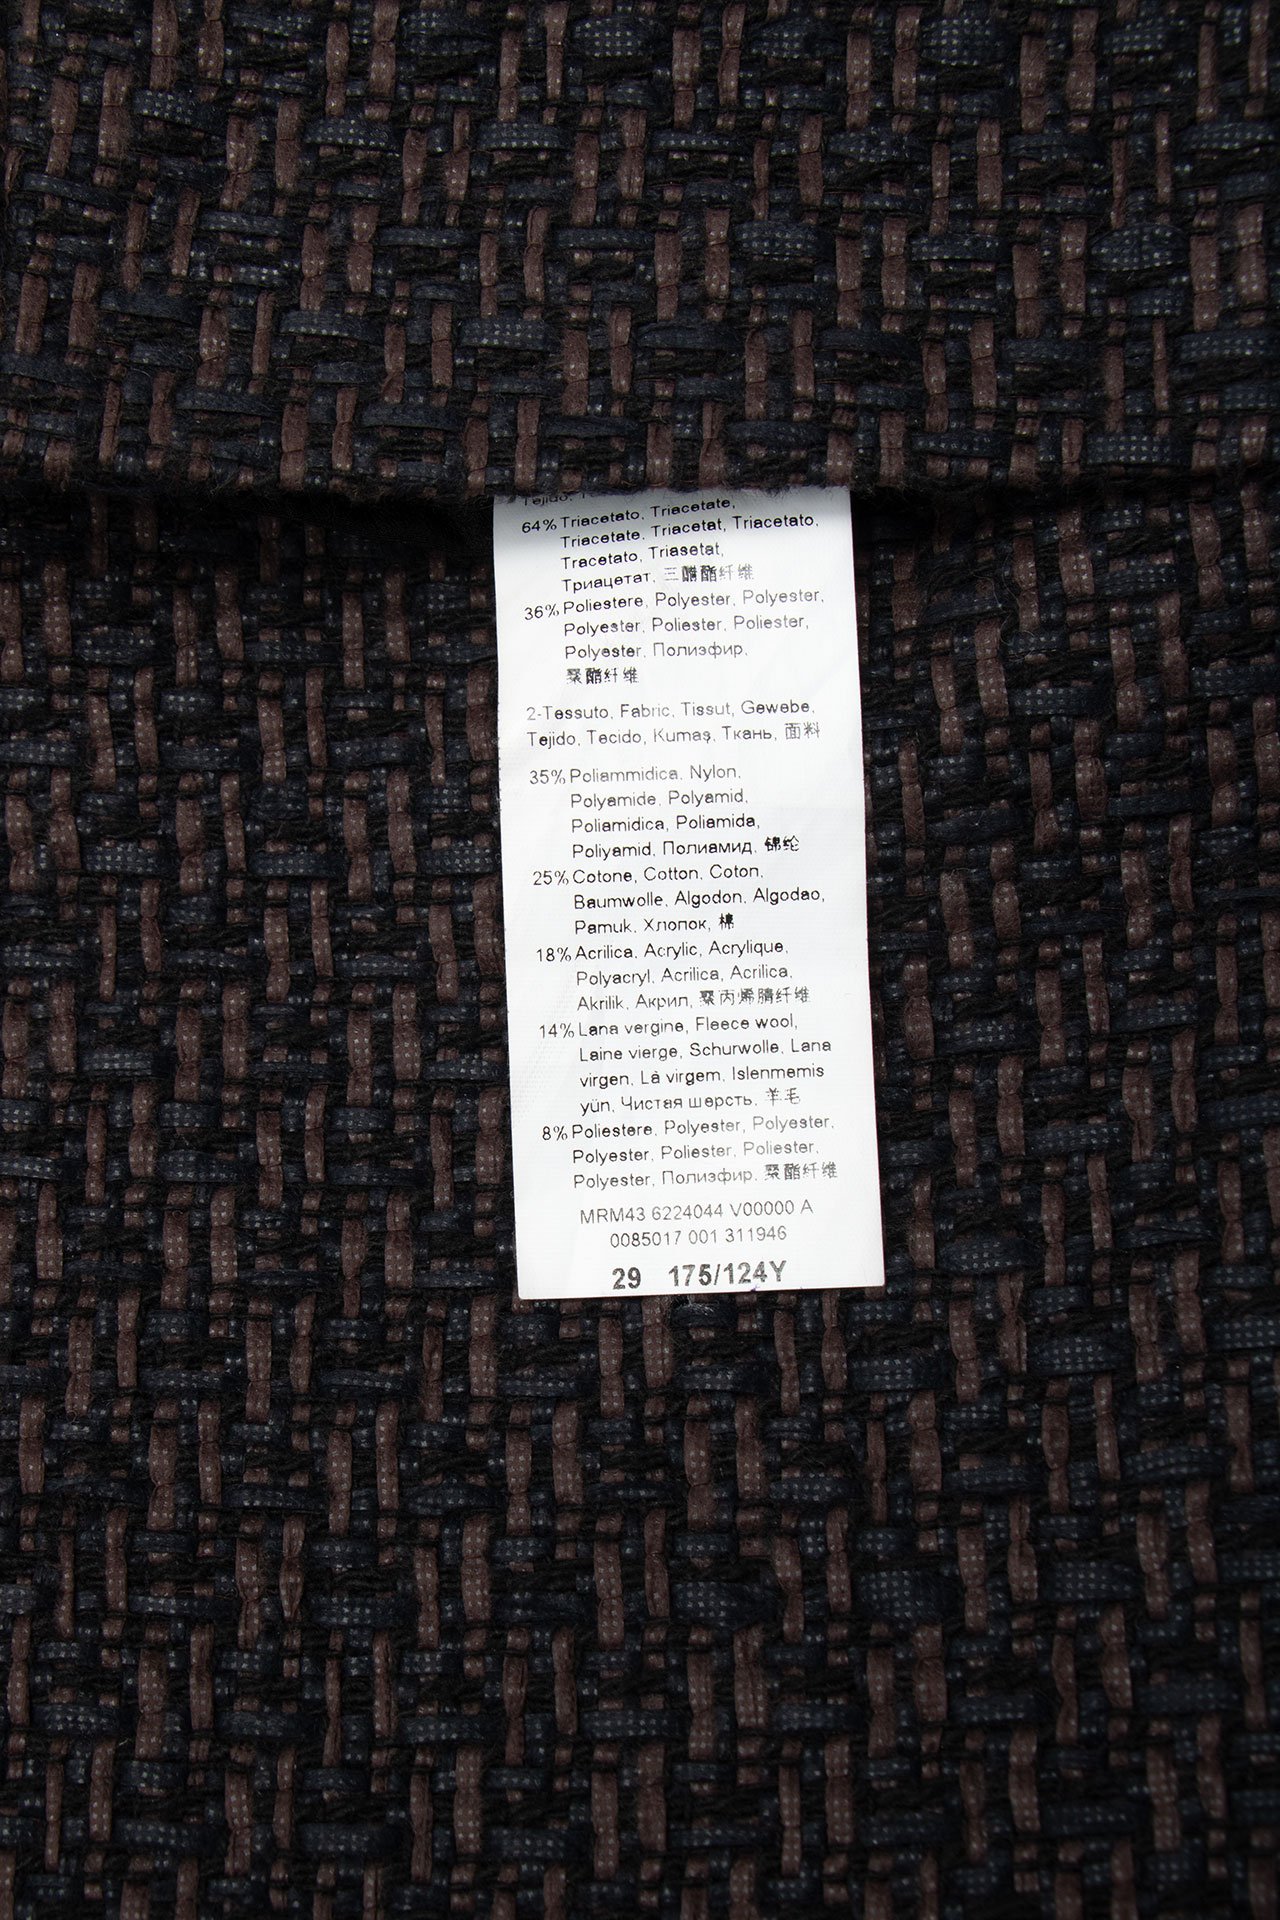 Tejido,
64% Triacetato, Triacetate,
Triacetate, Triacetat, Triacetato,
Tracetato, Triasetat,
Триацетат, 三醋酯纤维
36% Poliestere, Polyester, Polyester,
Polyester, Poliester, Poliester,
Polyester, Полиэфир,
聚酯纤维
2-Tessuto, Fabric, Tissut, Gewebe,
Tejido, Tecido, Kumaş, Ткань, 面料
35% Poliammidica, Nylon,
Polyamide, Polyamid,
Poliamidica, Poliamida,
Poliyamid, Полиамид, 锦纶
25% Cotone, Cotton, Coton,
Baumwolle, Algodon, Algodao,
Pamuk, Хлопок, 棉
18% Acrilica, Acrylic, Acrylique,
Polyacryl, Acrilica, Acrilica,
Akrilik, Акрил, 聚丙烯腈纤维
14% Lana vergine, Fleece wool,
Laine vierge, Schurwolle, Lana
virgen, Là virgem, Islenmemis
yün, Чистая шерсть, 羊毛
8% Poliestere, Polyester, Polyester,
Polyester, Poliester, Poliester,
Polyester, Полиэфир, 聚酯纤维
MRM43 6224044 V00000 A
0085017 001 311946
29 175/124Y